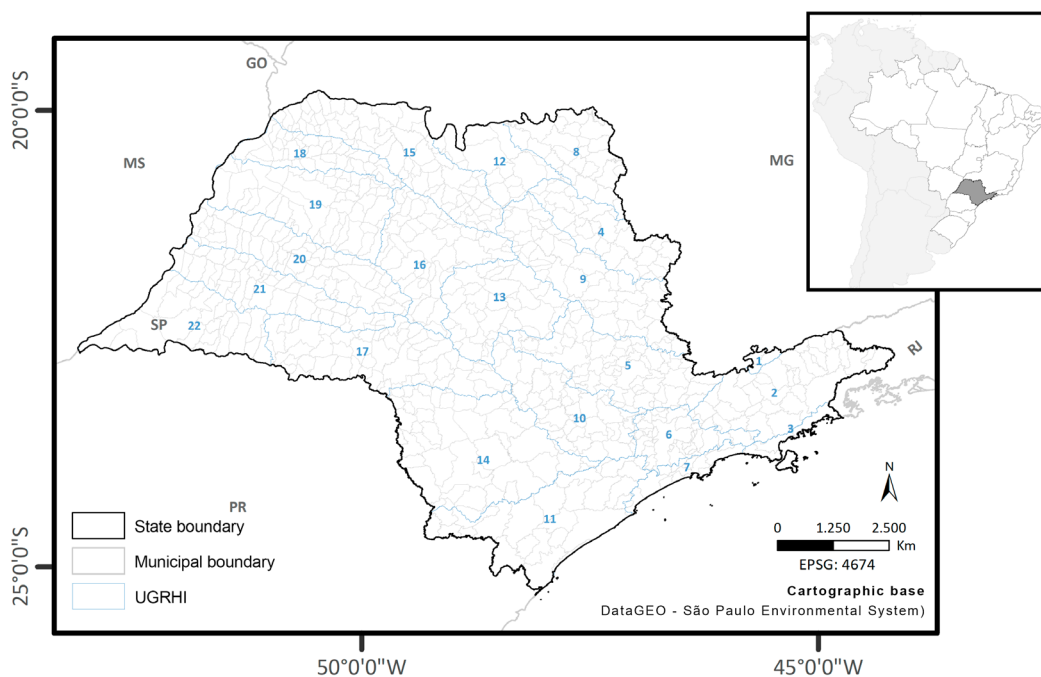 GO
20°0'0"S
MS
MG
18
15
12
8
19
4
16
20
9
13
21
SP
22
17
5
1
2
RJ
10
6
3
14
7
N
PR
11
State boundary
Municipal boundary
UGRHI
0 1.250 2.500
Km
EPSG: 4674
Cartographic base
DataGEO - São Paulo Environmental System)
25°0'0"S
50°0'0"W
45°0'0"W